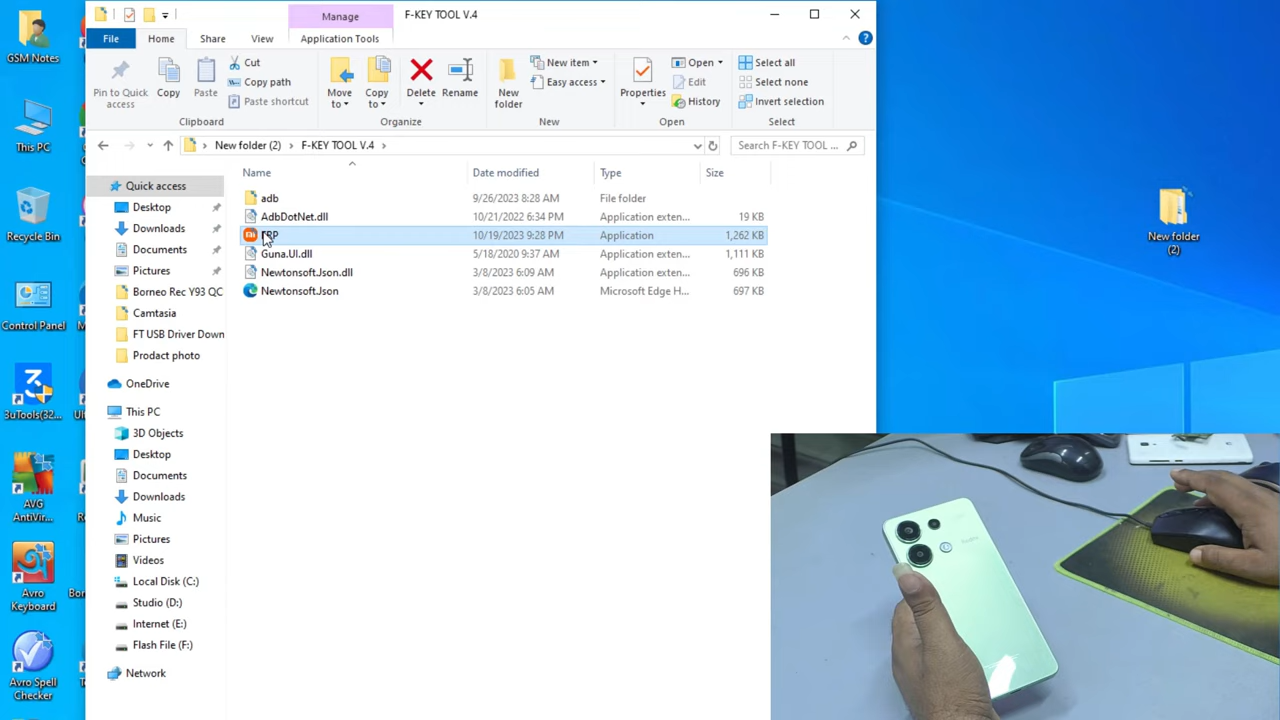 GSM Notes
This PC
Recycle Bin
Control Panel
3uTools(32...
AVG
AntiVir...
Avro
Keyboard
Avro Spell
Checker
Manage
F-KEY TOOL V.4
File
Home
Share
View
Application Tools
Pin to Quick
access
Copy
Paste
Cut
Copy path
Paste shortcut
Clipboard
Move
to
Copy
to
Delete
Rename
Organize
New
folder
New item
Easy access
New
Properties
Open
Edit
History
Open
Select all
Select none
Invert selection
Select
New folder (2)
F-KEY TOOL V.4
Search F-KEY TOOL ...
Name
Date modified
Type
Size
adb
9/26/2023 8:28 AM
File folder
AdbDotNet.dll
10/21/2022 6:34 PM
Application exten...
19 KB
FRP
10/19/2023 9:28 PM
Application
1,262 KB
Guna.UI.dll
5/18/2020 9:37 AM
Application exten...
1,111 KB
Newtonsoft.Json.dll
3/8/2023 6:09 AM
Application exten...
696 KB
Newtonsoft.Json
3/8/2023 6:05 AM
Microsoft Edge H...
697 KB
Quick access
Desktop
Downloads
Documents
Pictures
Borneo Rec Y93 QC
Camtasia
FT USB Driver Down
Prodact photo
OneDrive
This PC
3D Objects
Desktop
Documents
Downloads
Music
Pictures
Videos
Local Disk (C:)
Studio (D:)
Internet (E:)
Flash File (F:)
Network
New folder
(2)
Redmi